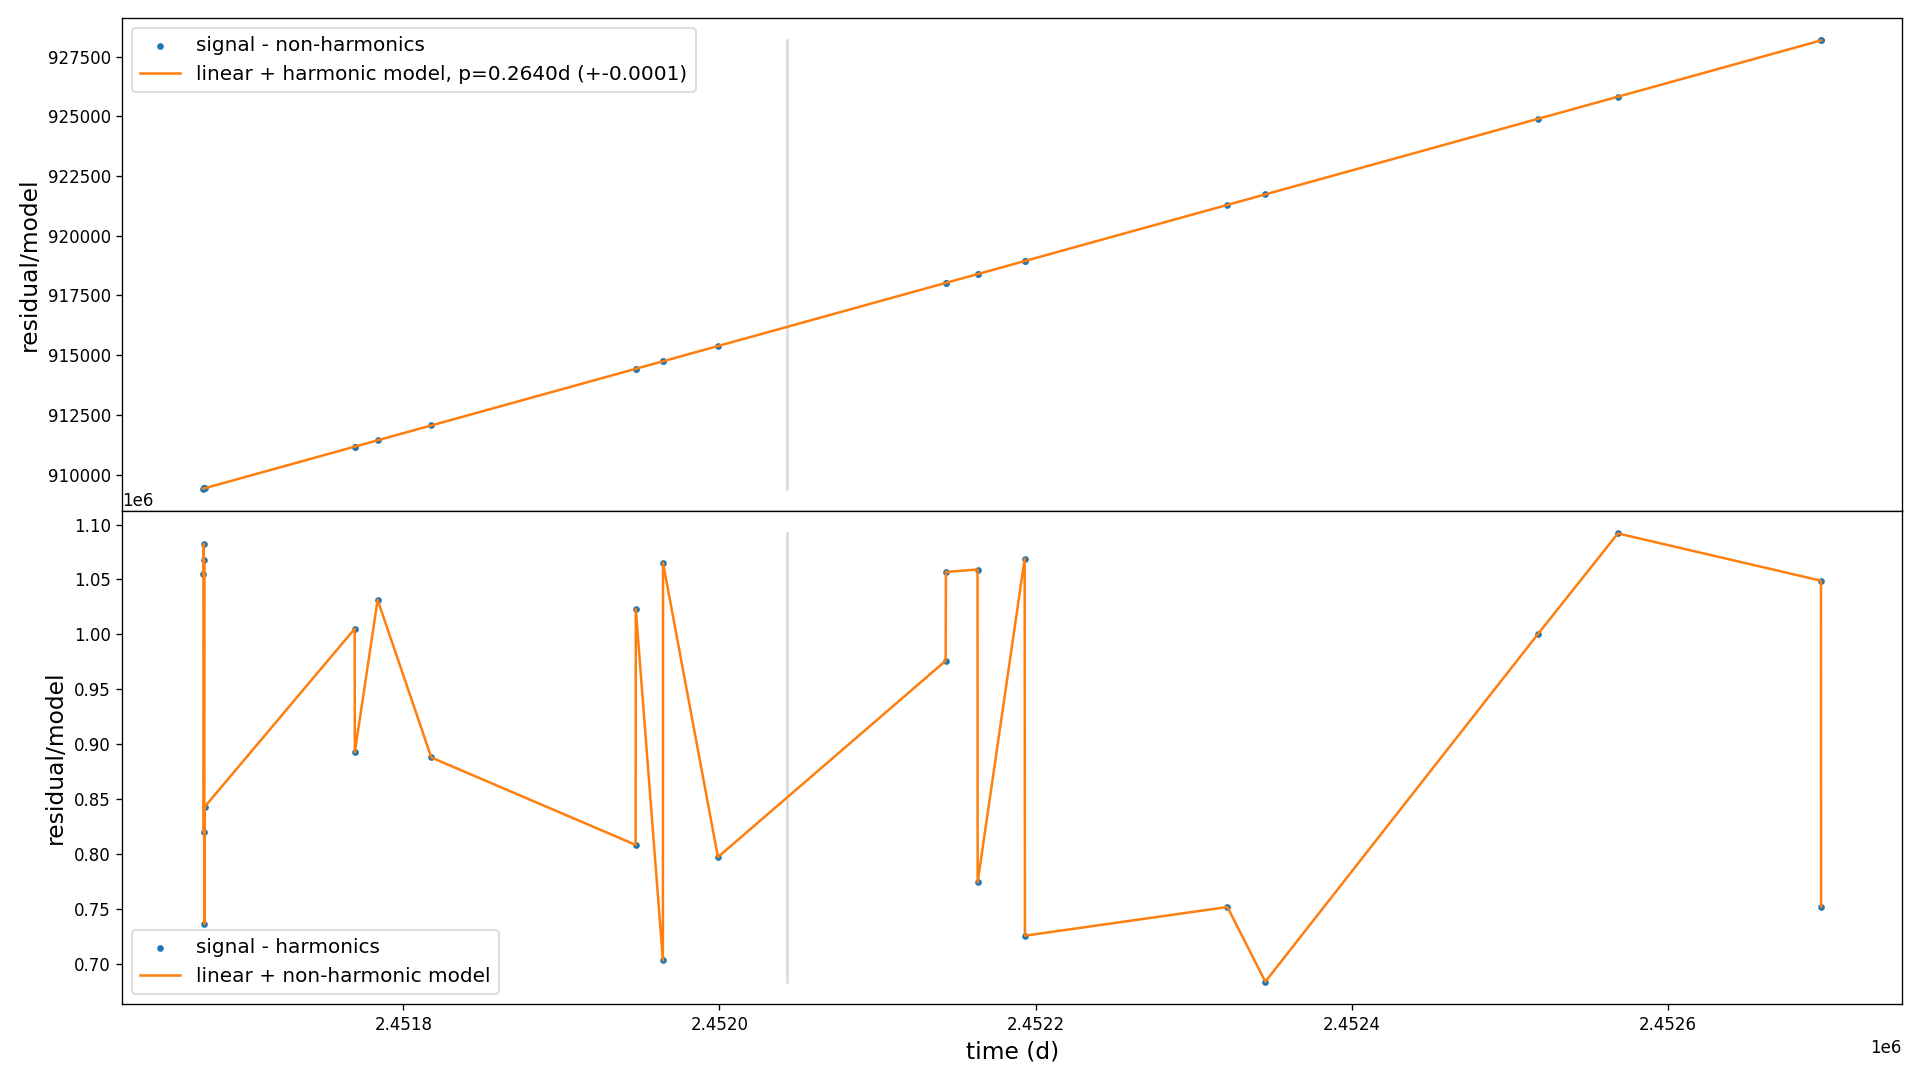 signal - non-harmonics
linear + harmonic model, p=0.2640d (+-0.0001)
927500
925000
922500
920000
917500
915000
912500
910000
residual/model
1e6
1.10
1.05
1.00
0.95
0.90
0.85
0.80
0.75
0.70
residual/model
signal - harmonics
linear + non-harmonic model
2.4518
2.4520
2.4522
2.4524
2.4526
time (d)
1e6